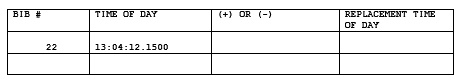 BIB # TIME OF DAY (+) OR (-) REPLACEMENT TIME
OF DAY
22 13:04:12.1500